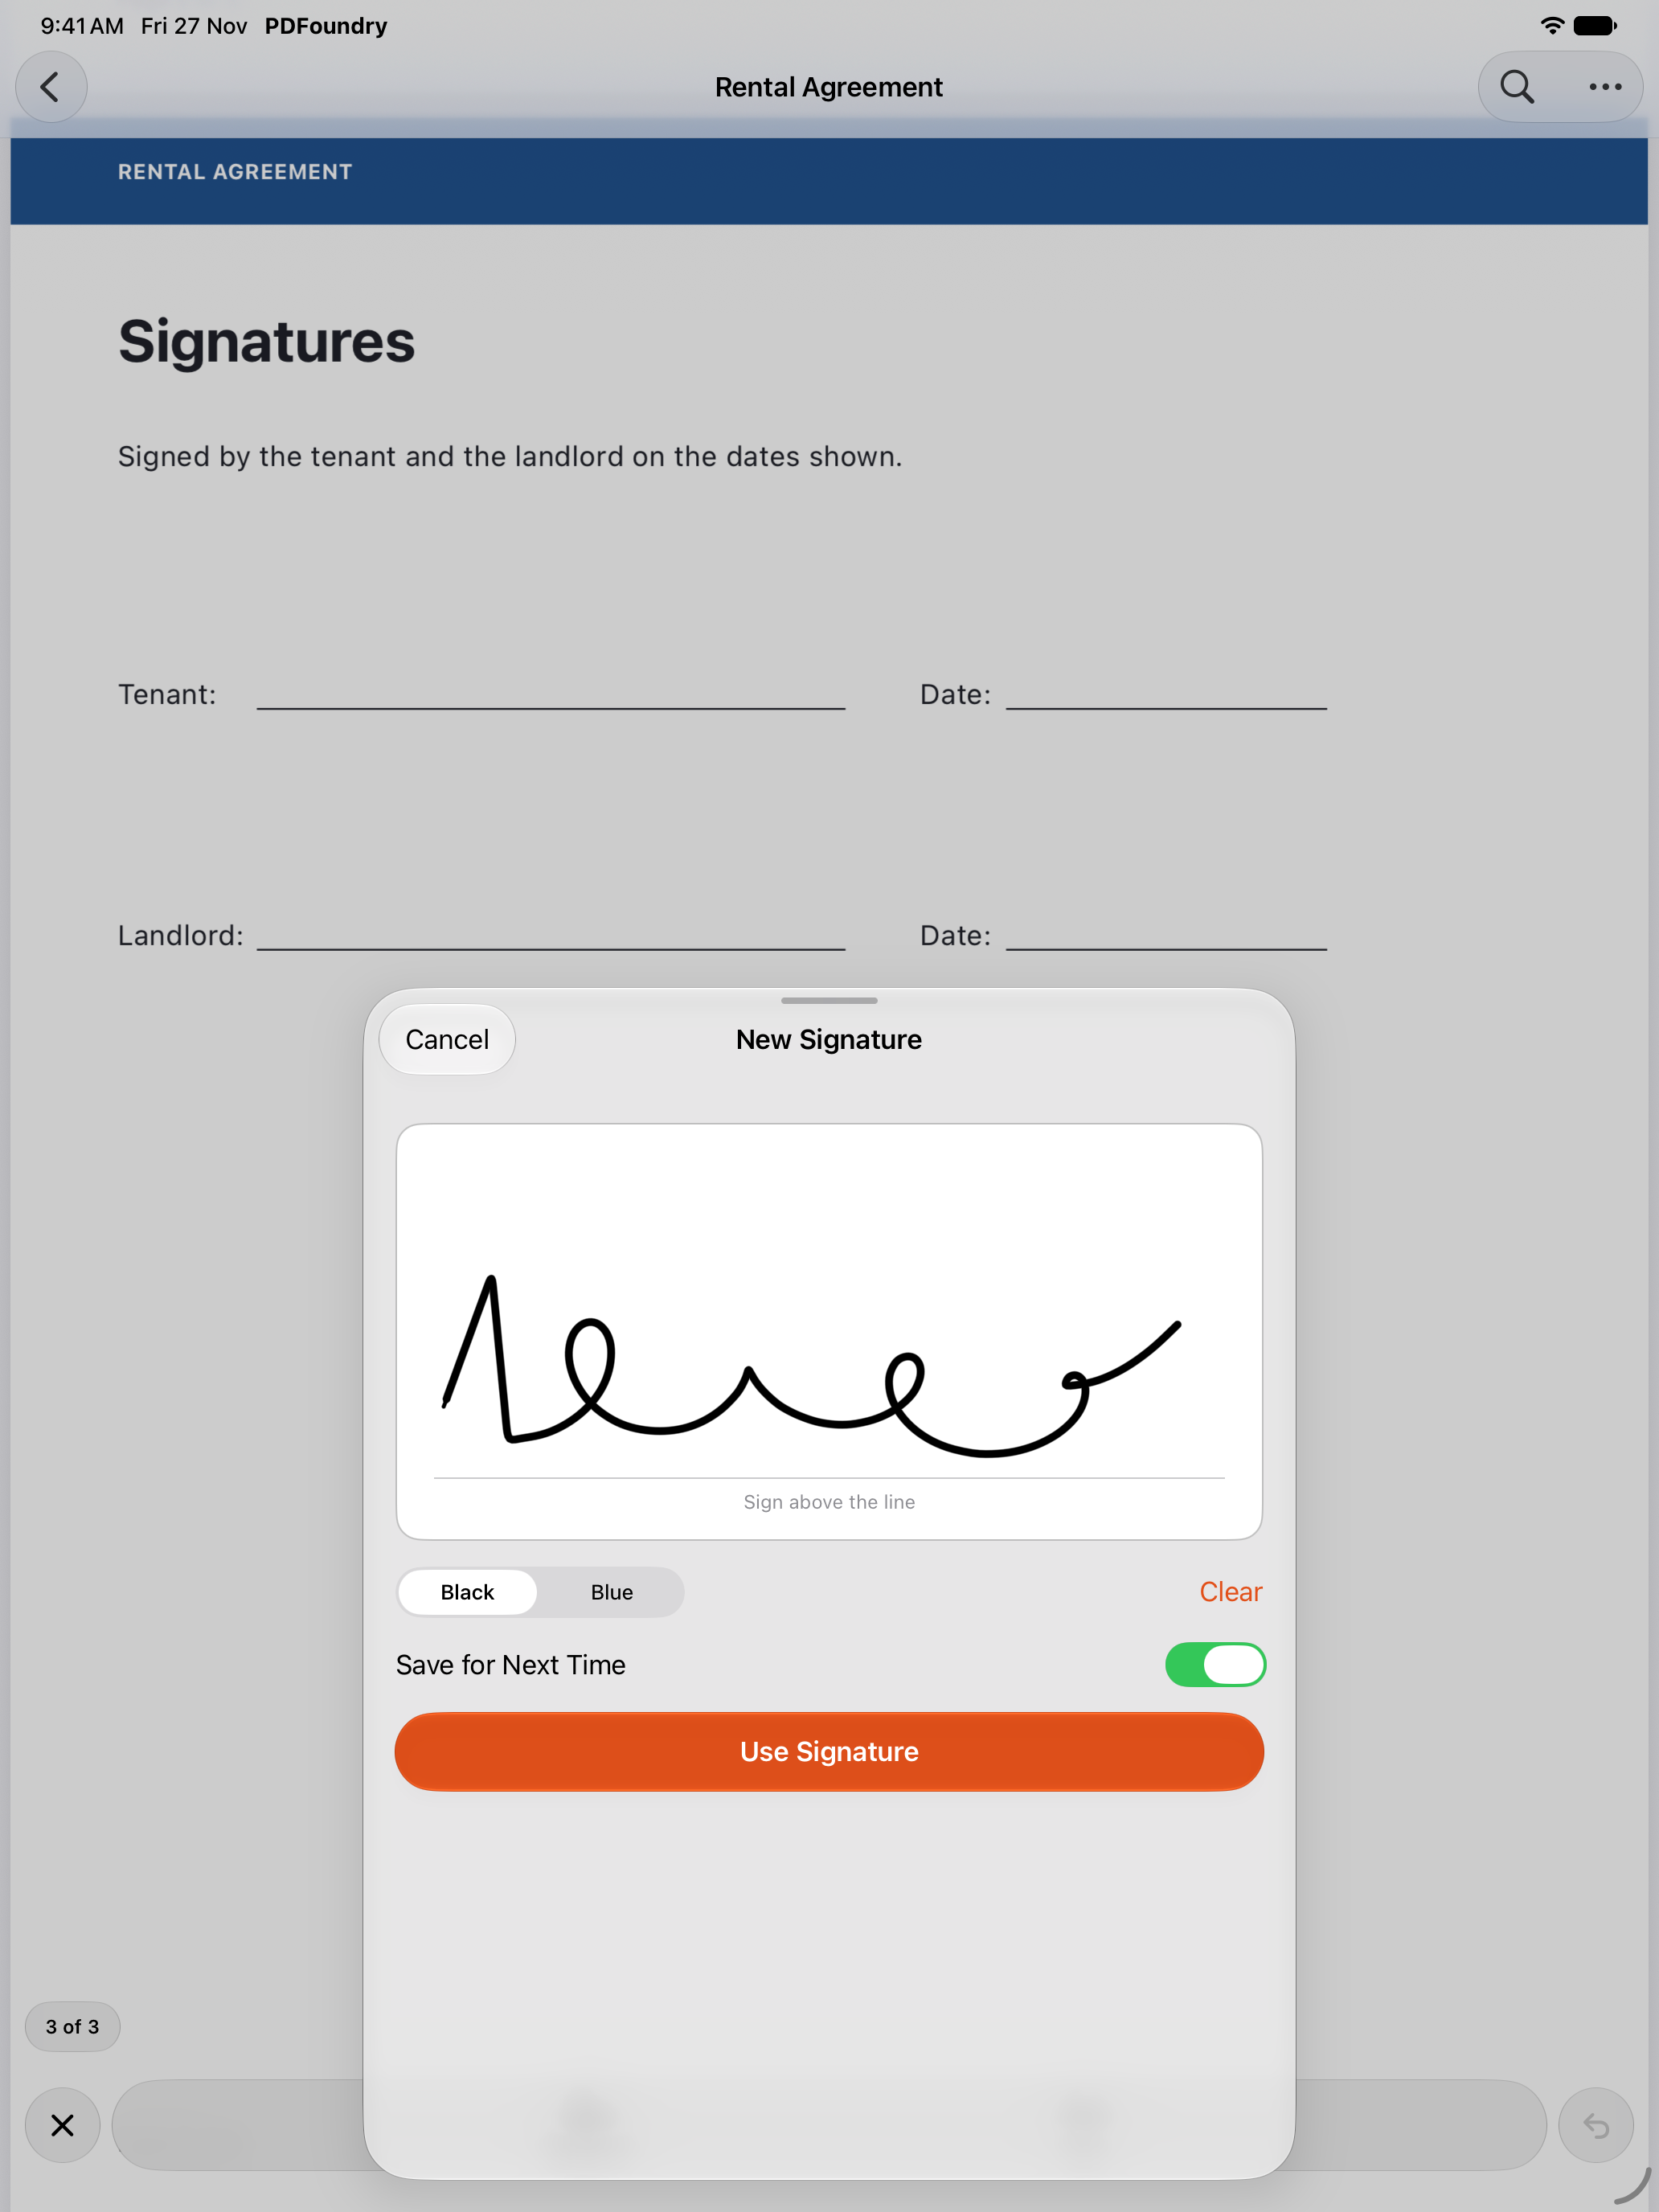 9:41 AM Fri 27 Nov PDFoundry
Rental Agreement
RENTAL AGREEMENT
Signatures
Signed by the tenant and the landlord on the dates shown.
Tenant: Date:
Landlord: Date:
Cancel New Signature
Sign above the line
Black Blue Clear
Save for Next Time
Use Signature
3 of 3